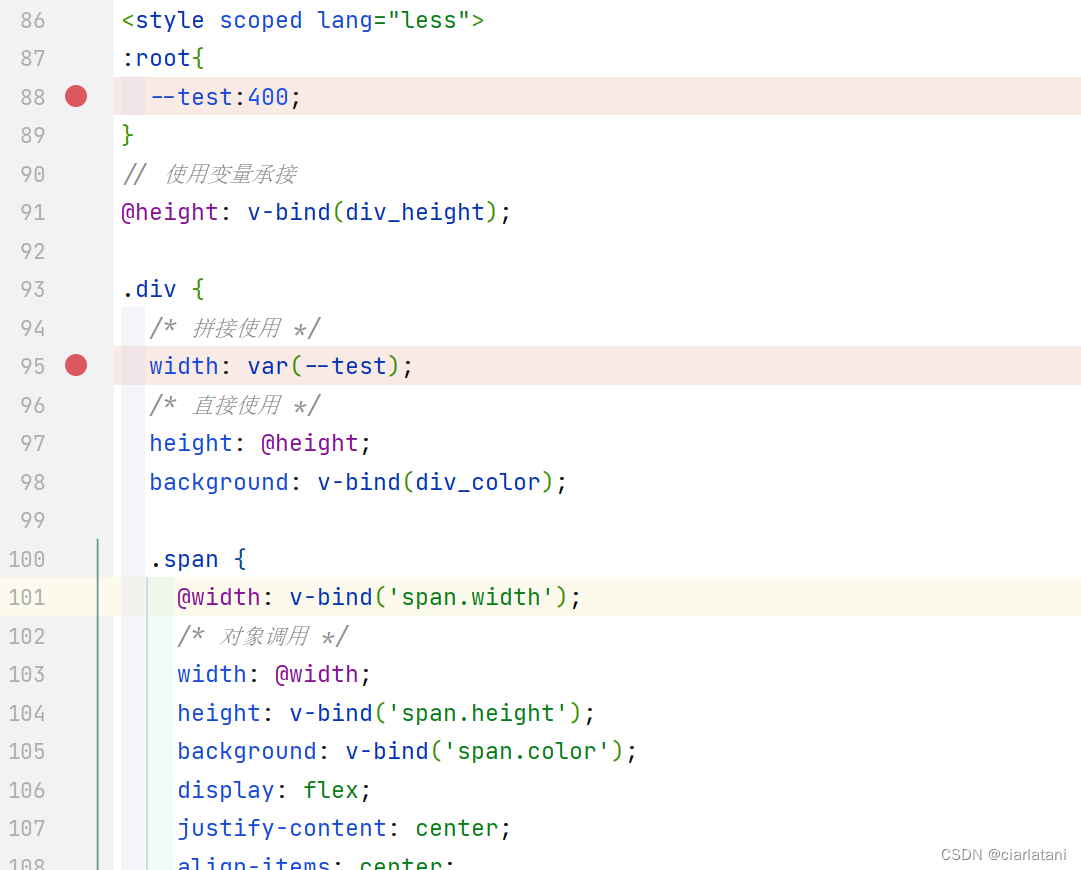 86 <style scoped lang="less">
87 :root{
88 --test:400;
89 }
90 // 使用变量承接
91 @height: v-bind(div_height);
92
93 .div {
94 /* 拼接使用 */
95 width: var(--test);
96 /* 直接使用 */
97 height: @height;
98 background: v-bind(div_color);
99
100 .span {
101 @width: v-bind('span.width');
102 /* 对象调用 */
103 width: @width;
104 height: v-bind('span.height');
105 background: v-bind('span.color');
106 display: flex;
107 justify-content: center;
108 align-items: center;
CSDN @ciarlatani